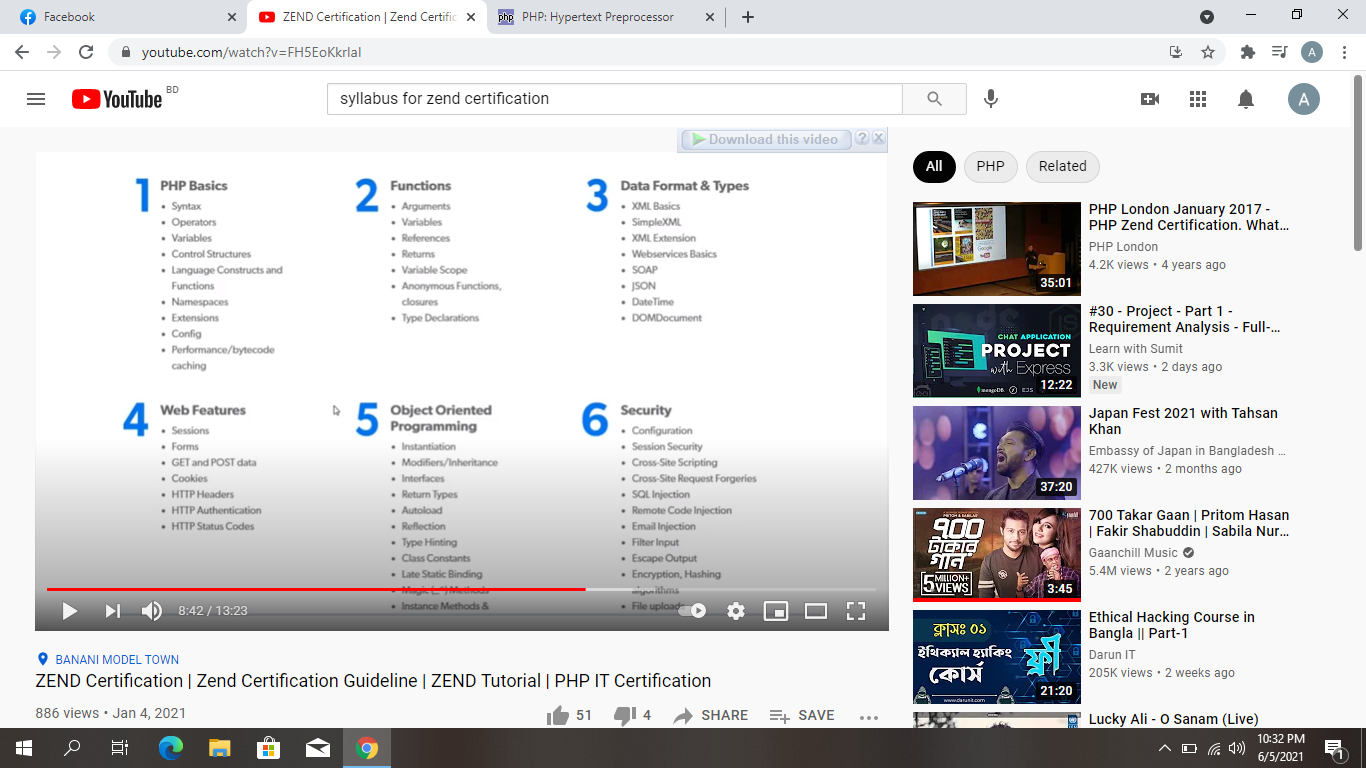 Facebook
ZEND Certification | Zend Certific
PHP: Hypertext Preprocessor
youtube.com/watch?v=FH5EoKkrIaI
A
YouTube BD
syllabus for zend certification
A
Download this video
1 PHP Basics
• Syntax
• Operators
• Variables
• Control Structures
• Language Constructs and
Functions
• Namespaces
• Extensions
• Config
• Performance/bytecode
caching
2 Functions
• Arguments
• Variables
• References
• Returns
• Variable Scope
• Anonymous Functions,
closures
• Type Declarations
3 Data Format & Types
• XML Basics
• SimpleXML
• XML Extension
• Webservices Basics
• SOAP
• JSON
• DateTime
• DOMDocument
4 Web Features
• Sessions
• Forms
• GET and POST data
• Cookies
• HTTP Headers
• HTTP Authentication
• HTTP Status Codes
5 Object Oriented
Programming
• Instantiation
• Modifiers/Inheritance
• Interfaces
• Return Types
• Autoload
• Reflection
• Type Hinting
• Class Constants
• Late Static Binding
• Magic (_*) Methods
• Instance Methods &
6 Security
• Configuration
• Session Security
• Cross-Site Scripting
• Cross-Site Request Forgeries
• SQL Injection
• Remote Code Injection
• Email Injection
• Filter Input
• Escape Output
• Encryption, Hashing
algorithms
• File uploads
8:42 / 13:23
BANANI MODEL TOWN
ZEND Certification | Zend Certification Guideline | ZEND Tutorial | PHP IT Certification
886 views • Jan 4, 2021
51
4
SHARE
SAVE
All
PHP
Related
35:01
PHP London January 2017 -
PHP Zend Certification. What...
PHP London
4.2K views • 4 years ago
CHAT APPLICATION
PROJECT
with Express
mongoDB
EJS
12:22
#30 - Project - Part 1 -
Requirement Analysis - Full-...
Learn with Sumit
3.3K views • 2 days ago
New
37:20
Japan Fest 2021 with Tahsan
Khan
Embassy of Japan in Bangladesh ...
427K views • 2 months ago
PRITOM & SABILAR
৭০০
টাকার
গান
5 MILLION+
VIEWS
3:45
700 Takar Gaan | Pritom Hasan
| Fakir Shabuddin | Sabila Nur...
Gaanchill Music
5.4M views • 2 years ago
ক্লাসঃ ০১
ইথিক্যাল হ্যাকিং
কোর্স
ফ্রী
www.darunit.com
21:20
Ethical Hacking Course in
Bangla || Part-1
Darun IT
205K views • 2 weeks ago
Lucky Ali - O Sanam (Live)
10:32 PM
6/5/2021
1